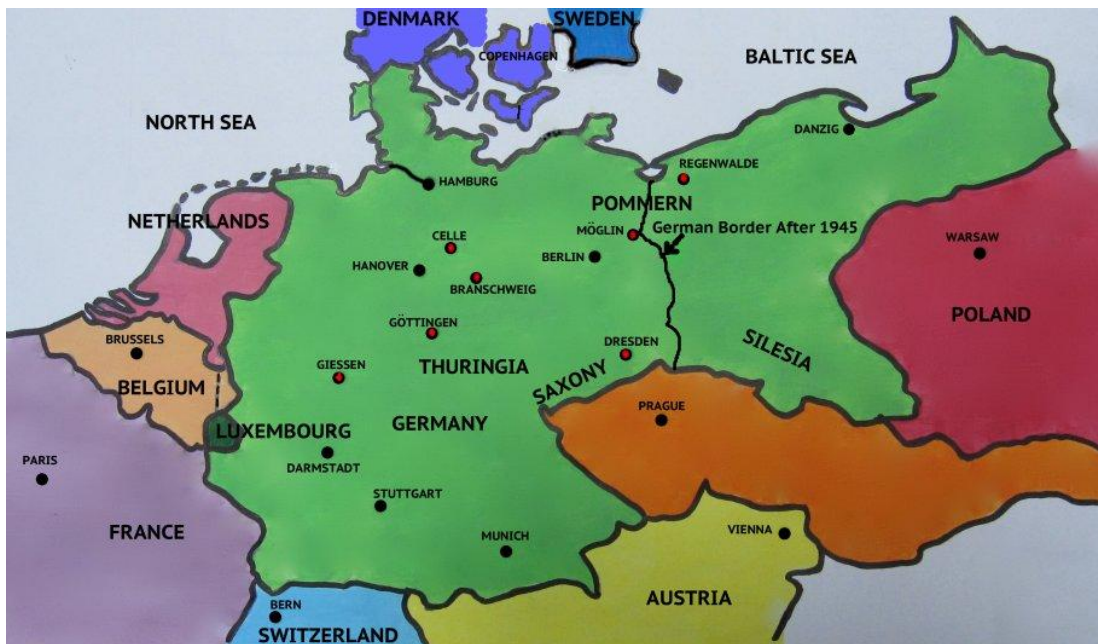 DENMARK
SWEDEN
COPENHAGEN
BALTIC SEA
NORTH SEA
DANZIG
REGENWALDE
HAMBURG
POMMERN
NETHERLANDS
MÖGLIN
German Border After 1945
CELLE
WARSAW
HANOVER
BERLIN
BRANSCHWEIG
POLAND
GÖTTINGEN
BRUSSELS
DRESDEN
SILESIA
GIESSEN
THURINGIA
BELGIUM
SAXONY
PRAGUE
LUXEMBOURG
GERMANY
PARIS
DARMSTADT
STUTTGART
FRANCE
MUNICH
VIENNA
AUSTRIA
BERN
SWITZERLAND